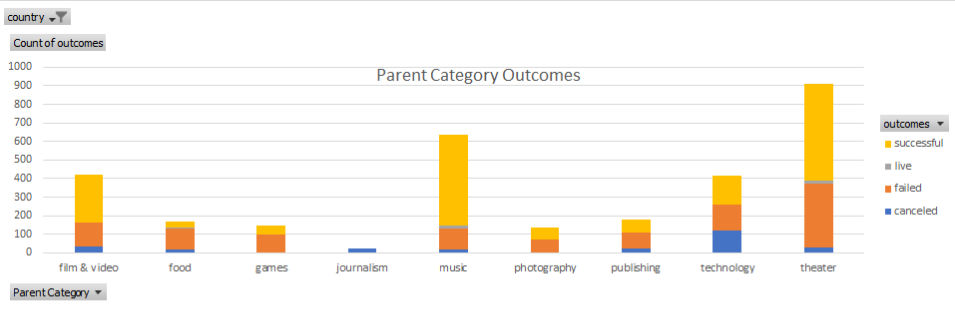 country
Count of outcomes
Parent Category Outcomes
1000
900
800
700
600
500
400
300
200
100
0
film & video food games journalism music photography publishing technology theater
outcomes
successful
live
failed
canceled
Parent Category